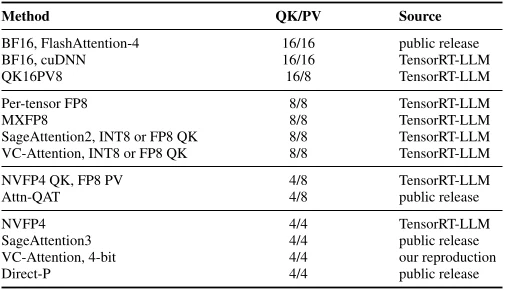 Method QK/PV Source
BF16, FlashAttention-4 16/16 public release
BF16, cuDNN 16/16 TensorRT-LLM
QK16PV8 16/8 TensorRT-LLM
Per-tensor FP8 8/8 TensorRT-LLM
MXFP8 8/8 TensorRT-LLM
SageAttention2, INT8 or FP8 QK 8/8 TensorRT-LLM
VC-Attention, INT8 or FP8 QK 8/8 TensorRT-LLM
NVFP4 QK, FP8 PV 4/8 TensorRT-LLM
Attn-QAT 4/8 public release
NVFP4 4/4 TensorRT-LLM
SageAttention3 4/4 public release
VC-Attention, 4-bit 4/4 our reproduction
Direct-P 4/4 public release